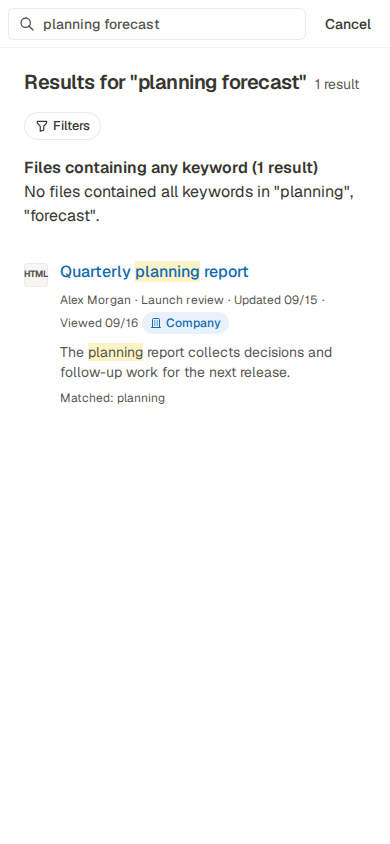 planning forecast
Cancel
Results for "planning forecast" 1 result
Filters
Files containing any keyword (1 result)
No files contained all keywords in "planning",
"forecast".
HTML
Quarterly planning report
Alex Morgan · Launch review · Updated 09/15 ·
Viewed 09/16 Company
The planning report collects decisions and
follow-up work for the next release.
Matched: planning